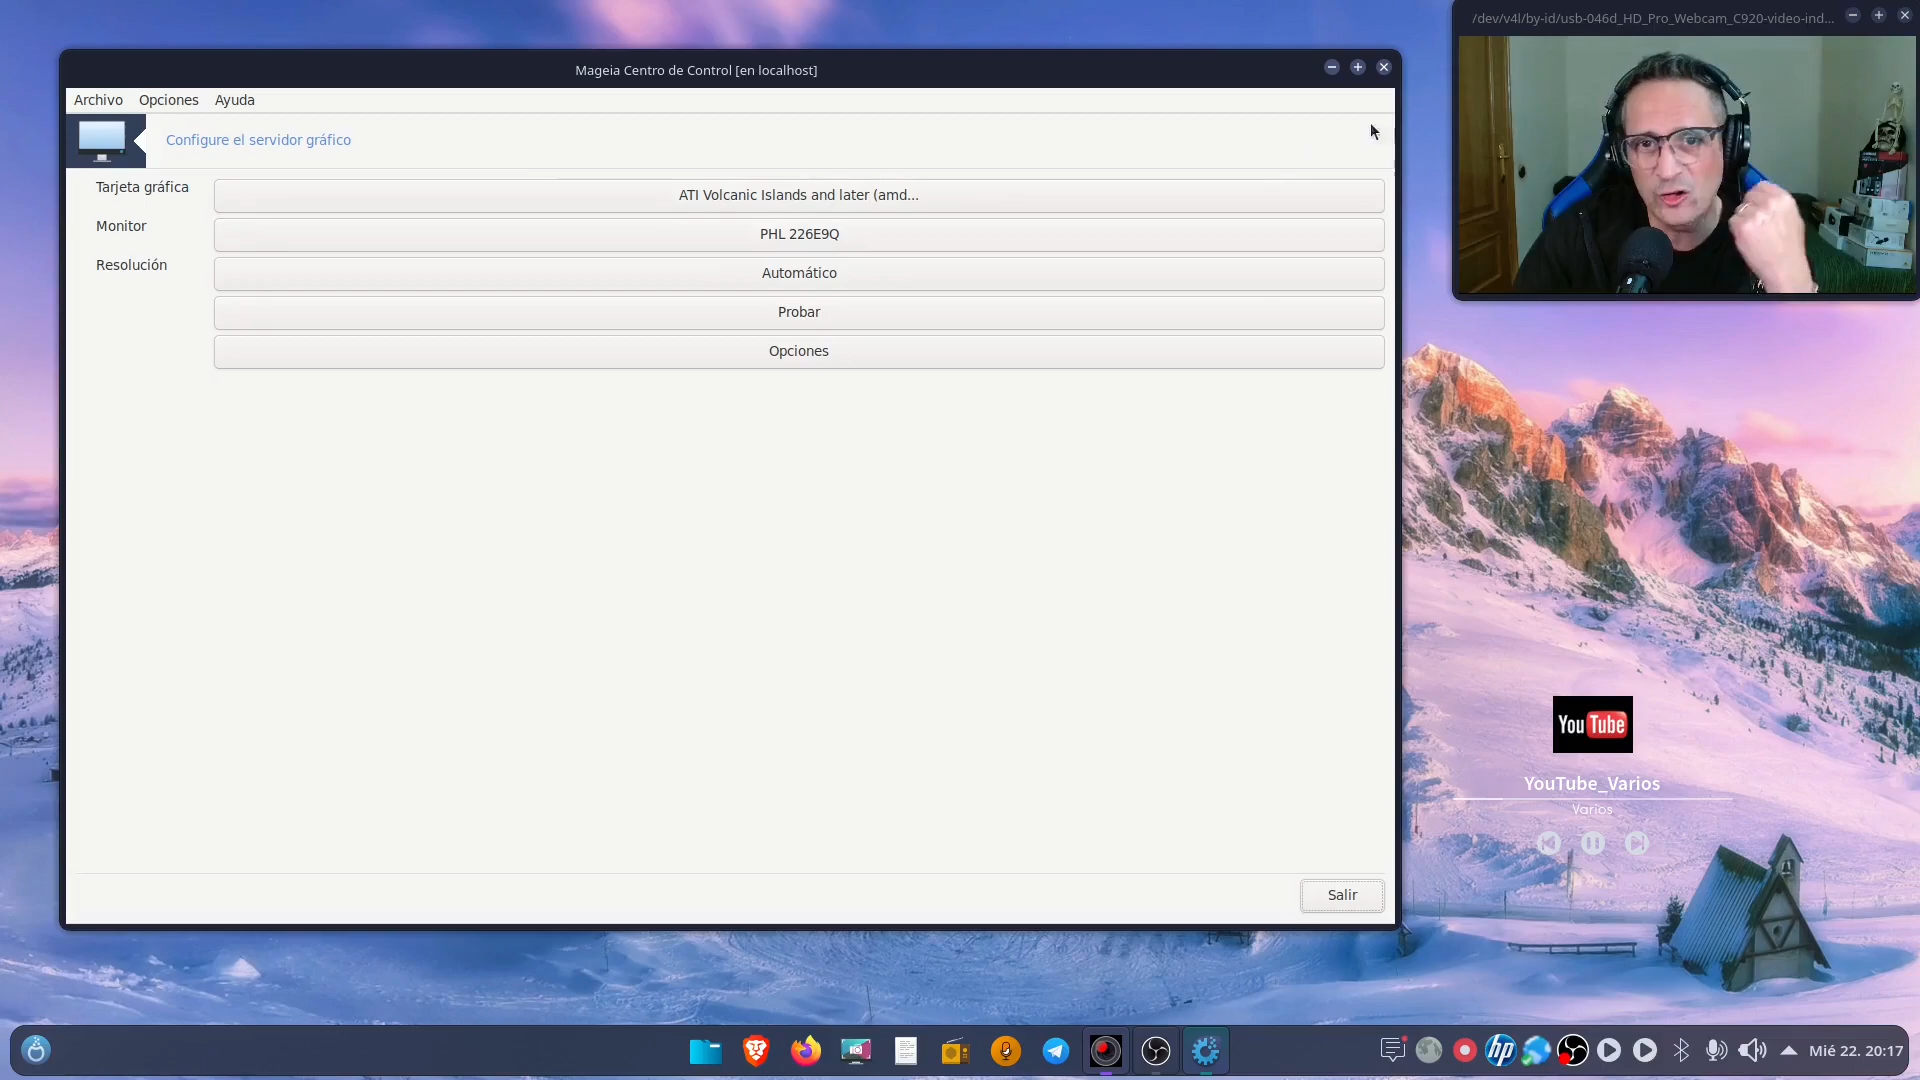 /dev/v4l/by-id/usb-046d_HD_Pro_Webcam_C920-video-ind...
Mageia Centro de Control [en localhost]
Archivo Opciones Ayuda
Configure el servidor gráfico
Tarjeta gráfica
ATI Volcanic Islands and later (amd...
Monitor
PHL 226E9Q
Resolución
Automático
Probar
Opciones
Salir
YouTube
YouTube_Varios
Varios
hp
Mié 22. 20:17